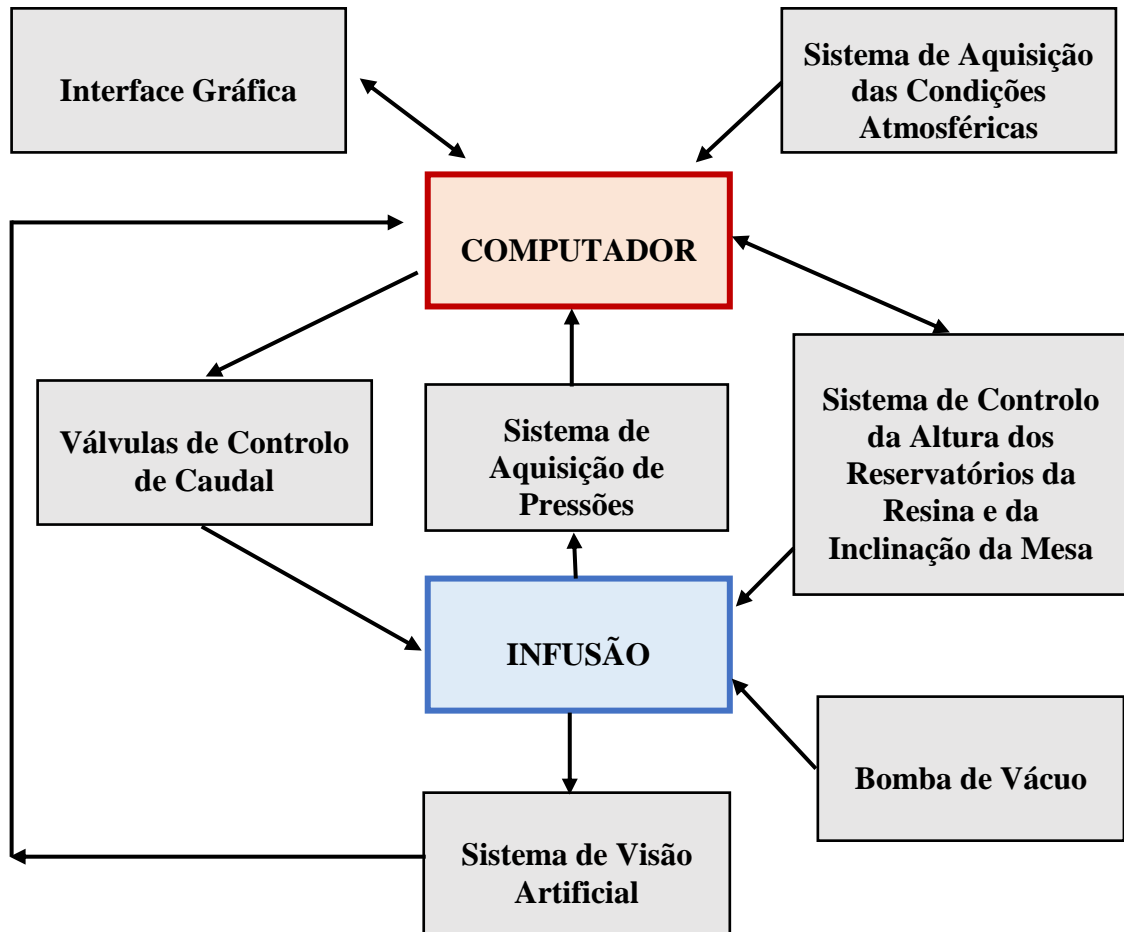 Interface Gráfica
Sistema de Aquisição
das Condições
Atmosféricas
COMPUTADOR
Válvulas de Controlo
de Caudal
Sistema de
Aquisição de
Pressões
Sistema de Controlo
da Altura dos
Reservatórios da
Resina e da
Inclinação da Mesa
INFUSÃO
Bomba de Vácuo
Sistema de Visão
Artificial